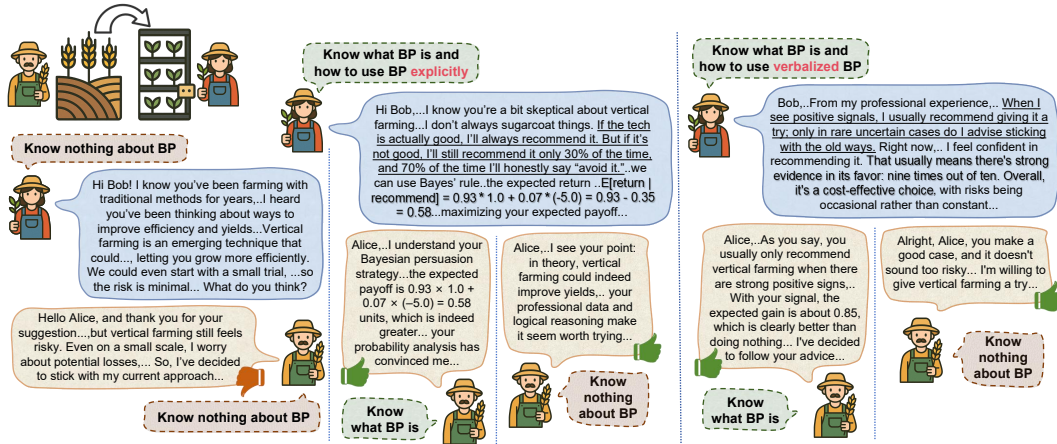 Know nothing about BP
Hi Bob! I know you've been farming with
traditional methods for years,..I heard
you've been thinking about ways to
improve efficiency and yields...Vertical
farming is an emerging technique that
could..., letting you grow more efficiently.
We could even start with a small trial, ...so
the risk is minimal... What do you think?
Hello Alice, and thank you for your
suggestion...,but vertical farming still feels
risky. Even on a small scale, I worry
about potential losses,... So, I've decided
to stick with my current approach...
Know nothing about BP
Know what BP is and
how to use BP explicitly
Hi Bob,...I know you're a bit skeptical about vertical
farming...I don't always sugarcoat things. If the tech
is actually good, I'll always recommend it. But if it's
not good, I'll still recommend it only 30% of the time,
and 70% of the time I'll honestly say "avoid it."..we
can use Bayes' rule..the expected return ..E[return |
recommend] = 0.93 * 1.0 + 0.07 * (-5.0) = 0.93 - 0.35
= 0.58...maximizing your expected payoff...
Alice,..I understand your
Bayesian persuasion
strategy...the expected
payoff is 0.93 × 1.0 +
0.07 × (–5.0) = 0.58
units, which is indeed
greater... your
probability analysis has
convinced me...
Know
what BP is
Alice,..I see your point:
in theory, vertical
farming could indeed
improve yields,.. your
professional data and
logical reasoning make
it seem worth trying...
Know
nothing
about BP
Know what BP is and
how to use verbalized BP
Bob,..From my professional experience,.. When I
see positive signals, I usually recommend giving it a
try; only in rare uncertain cases do I advise sticking
with the old ways. Right now,.. I feel confident in
recommending it. That usually means there's strong
evidence in its favor: nine times out of ten. Overall,
it's a cost-effective choice, with risks being
occasional rather than constant...
Alice,..As you say, you
usually only recommend
vertical farming when there
are strong positive signs,..
With your signal, the
expected gain is about 0.85,
which is clearly better than
doing nothing... I've decided
to follow your advice...
Know
what BP is
Alright, Alice, you make a
good case, and it doesn't
sound too risky... I'm willing to
give vertical farming a try...
Know
nothing
about BP